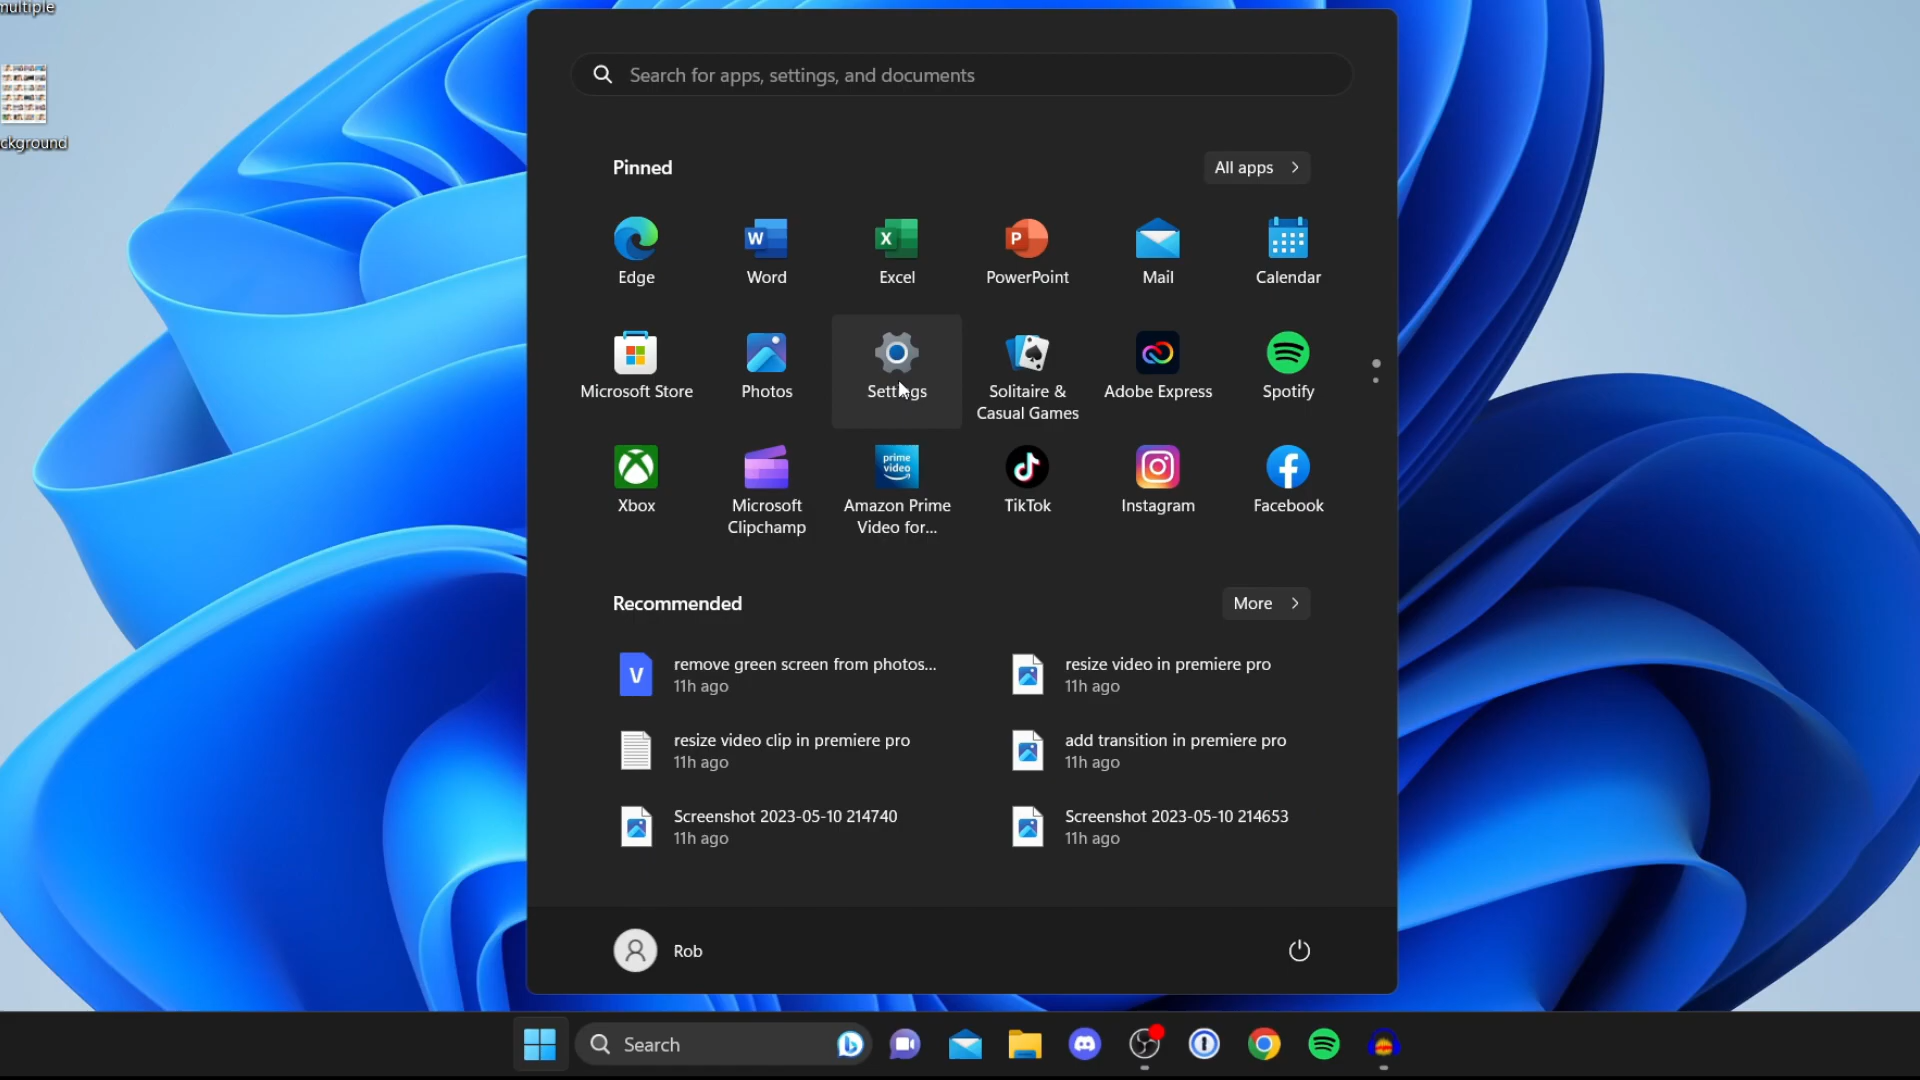 multiple
ckground
Search for apps, settings, and documents
Pinned
All apps
Edge
Word
Excel
PowerPoint
Mail
Calendar
Microsoft Store
Photos
Settings
Solitaire &
Casual Games
Adobe Express
Spotify
prime
video
Xbox
Microsoft
Clipchamp
Amazon Prime
Video for...
TikTok
Instagram
Facebook
Recommended
More
remove green screen from photos...
11h ago
resize video in premiere pro
11h ago
resize video clip in premiere pro
11h ago
add transition in premiere pro
11h ago
Screenshot 2023-05-10 214740
11h ago
Screenshot 2023-05-10 214653
11h ago
Rob
Search